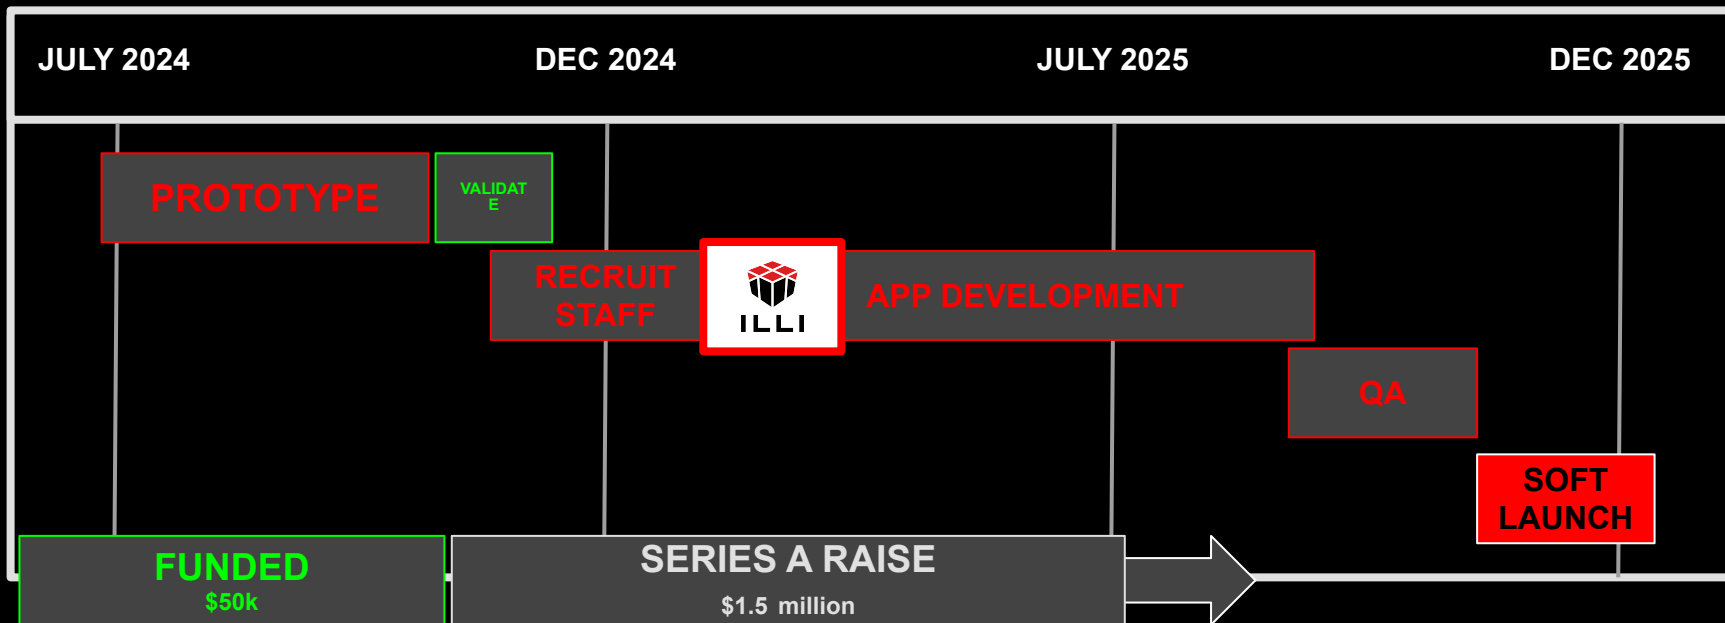 JULY 2024
DEC 2024
JULY 2025
DEC 2025
PROTOTYPE
VALIDAT
E
RECRUIT
STAFF
ILLI
APP DEVELOPMENT
QA
SOFT
LAUNCH
FUNDED
$50k
SERIES A RAISE
$1.5 million